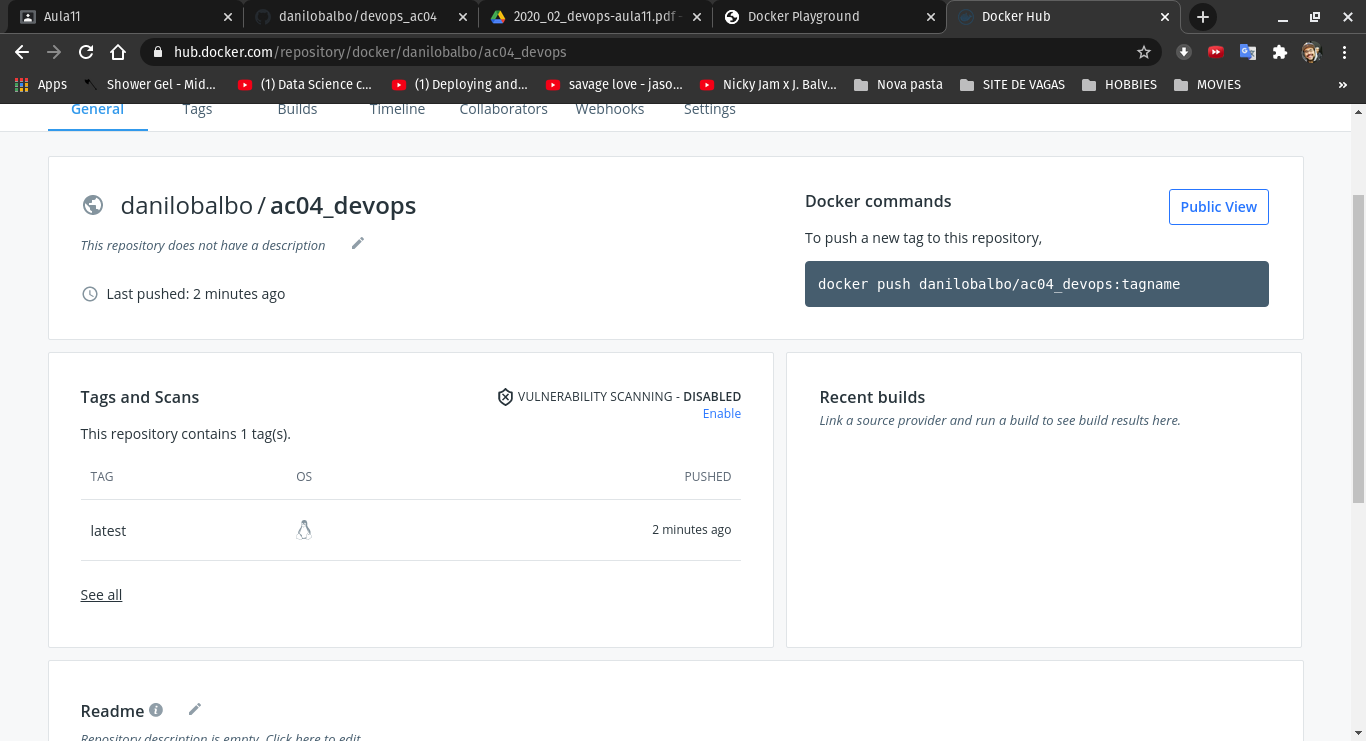 Aula11
danilobalbo/devops_ac04
2020_02_devops-aula11.pdf -
Docker Playground
Docker Hub
hub.docker.com/repository/docker/danilobalbo/ac04_devops
Apps
Shower Gel - Mid...
(1) Data Science c...
(1) Deploying and...
savage love - jaso...
Nicky Jam x J. Balv...
Nova pasta
SITE DE VAGAS
HOBBIES
MOVIES
»
General
Tags
Builds
Timeline
Collaborators
Webhooks
Settings
danilobalbo / ac04_devops
This repository does not have a description
Last pushed: 2 minutes ago
Docker commands
Public View
To push a new tag to this repository,
docker push danilobalbo/ac04_devops:tagname
Tags and Scans
VULNERABILITY SCANNING - DISABLED
Enable
This repository contains 1 tag(s).
TAG
OS
PUSHED
latest
2 minutes ago
See all
Recent builds
Link a source provider and run a build to see build results here.
Readme
Repository description is empty. Click here to edit.